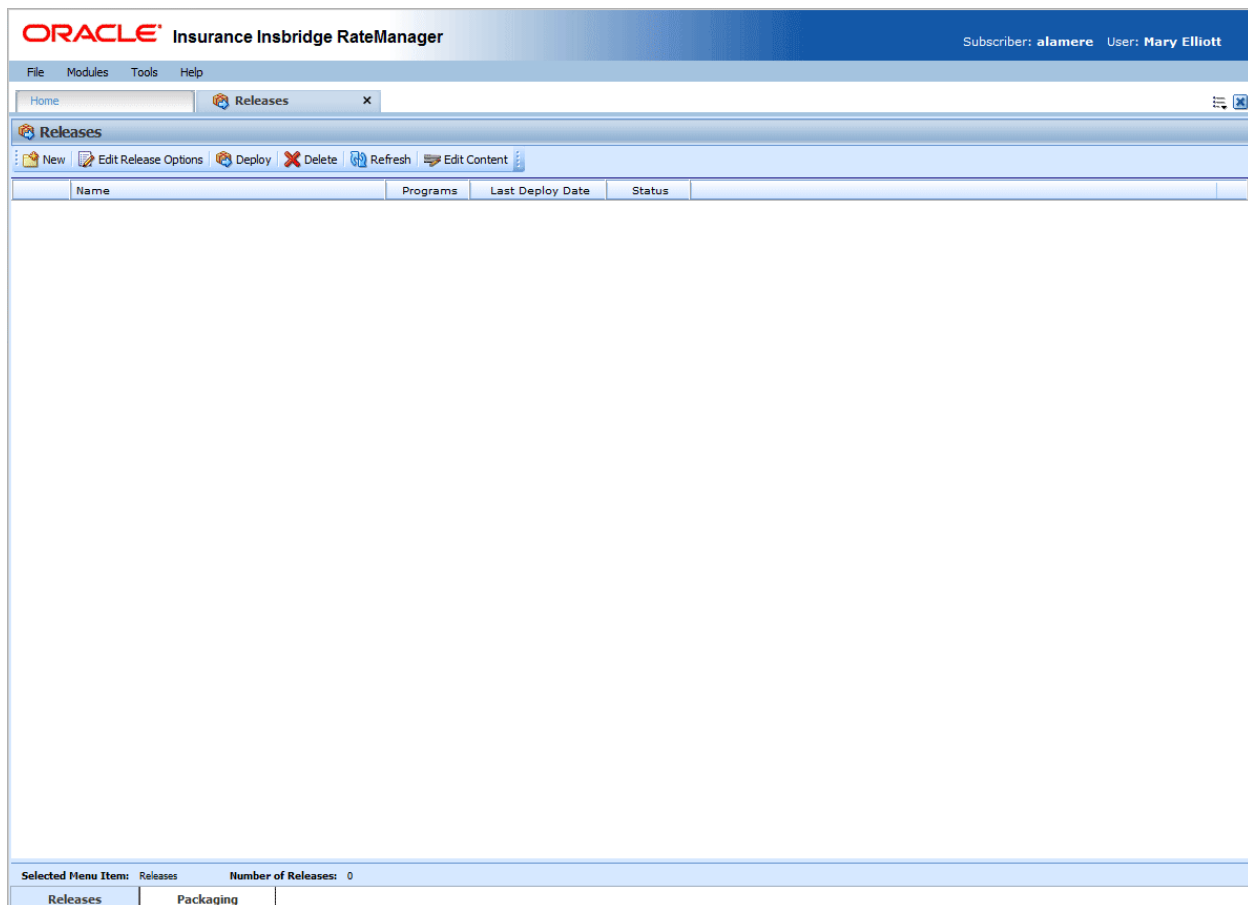 ORACLE Insurance Insbridge RateManager
Subscriber: alamere User: Mary Elliott
File Modules Tools Help
Home Releases
Releases
New Edit Release Options Deploy Delete Refresh Edit Content
Name Programs Last Deploy Date Status
Selected Menu Item: Releases Number of Releases: 0
Releases Packaging